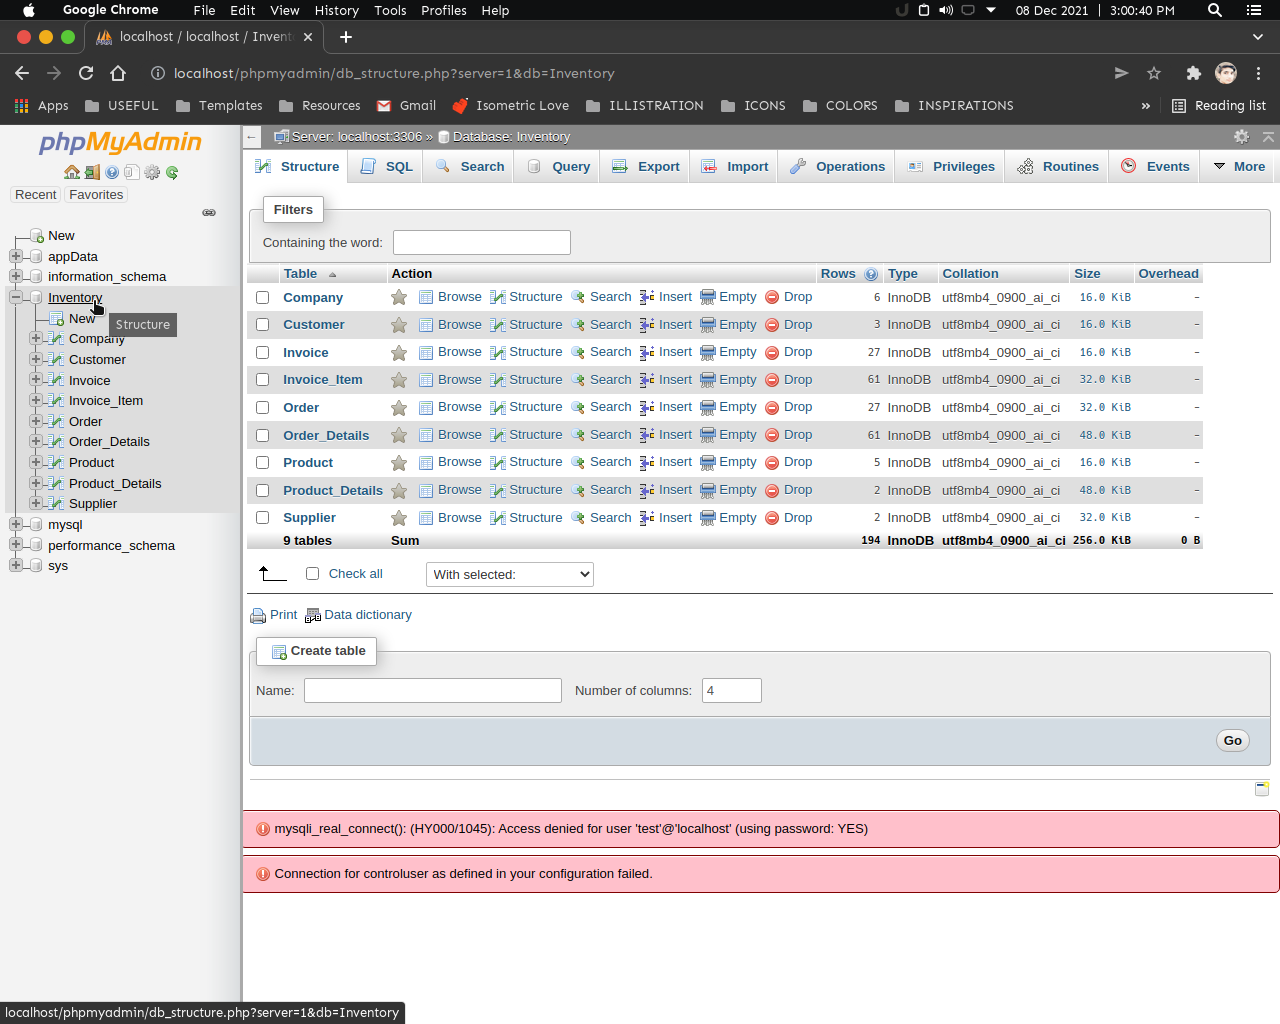 Google Chrome File Edit View History Tools Profiles Help 08 Dec 2021 | 3:00:40 PM
localhost / localhost / Invent
localhost/phpmyadmin/db_structure.php?server=1&db=Inventory
Apps USEFUL Templates Resources Gmail Isometric Love ILLISTRATION ICONS COLORS INSPIRATIONS » Reading list
phpMyAdmin
Recent Favorites
New
appData
information_schema
Inventory
New
Structure
Company
Customer
Invoice
Invoice_Item
Order
Order_Details
Product
Product_Details
Supplier
mysql
performance_schema
sys
← Server: localhost:3306 » Database: Inventory
Structure SQL Search Query Export Import Operations Privileges Routines Events More
Filters
Containing the word:
Table Action Rows Type Collation Size Overhead
Company Browse Structure Search Insert Empty Drop 6 InnoDB utf8mb4_0900_ai_ci 16.0 KiB –
Customer Browse Structure Search Insert Empty Drop 3 InnoDB utf8mb4_0900_ai_ci 16.0 KiB –
Invoice Browse Structure Search Insert Empty Drop 27 InnoDB utf8mb4_0900_ai_ci 16.0 KiB –
Invoice_Item Browse Structure Search Insert Empty Drop 61 InnoDB utf8mb4_0900_ai_ci 32.0 KiB –
Order Browse Structure Search Insert Empty Drop 27 InnoDB utf8mb4_0900_ai_ci 32.0 KiB –
Order_Details Browse Structure Search Insert Empty Drop 61 InnoDB utf8mb4_0900_ai_ci 48.0 KiB –
Product Browse Structure Search Insert Empty Drop 5 InnoDB utf8mb4_0900_ai_ci 16.0 KiB –
Product_Details Browse Structure Search Insert Empty Drop 2 InnoDB utf8mb4_0900_ai_ci 48.0 KiB –
Supplier Browse Structure Search Insert Empty Drop 2 InnoDB utf8mb4_0900_ai_ci 32.0 KiB –
9 tables Sum 194 InnoDB utf8mb4_0900_ai_ci 256.0 KiB 0 B
Check all With selected:
Print Data dictionary
Create table
Name: Number of columns: 4
Go
mysqli_real_connect(): (HY000/1045): Access denied for user 'test'@'localhost' (using password: YES)
Connection for controluser as defined in your configuration failed.
localhost/phpmyadmin/db_structure.php?server=1&db=Inventory